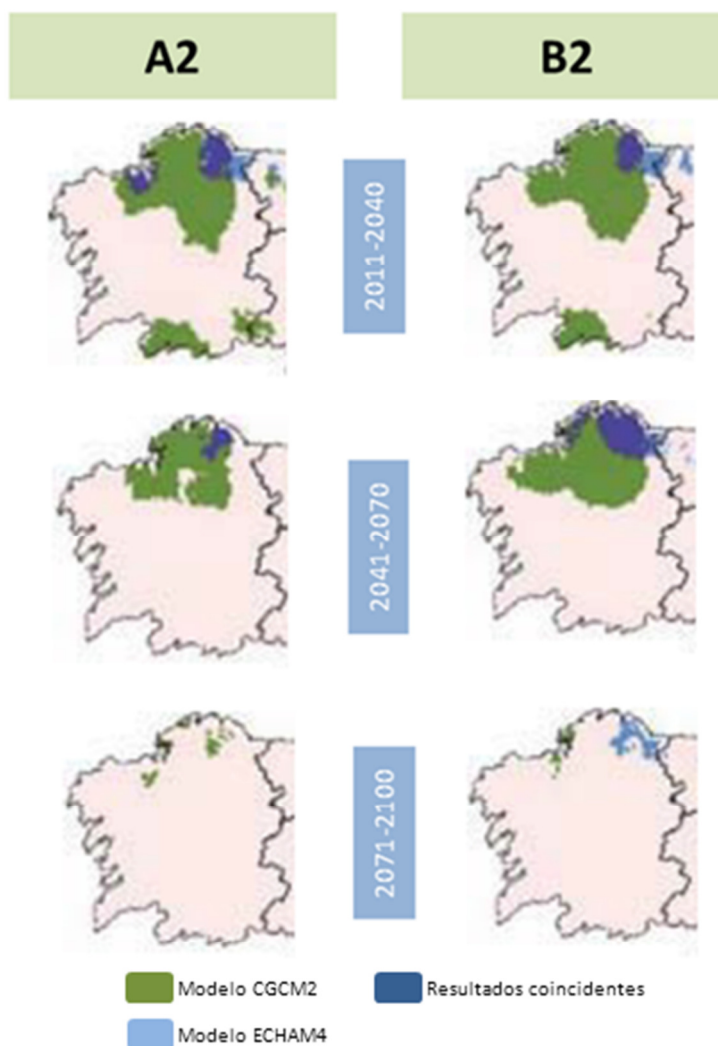 A2
B2
2011-2040
2041-2070
2071-2100
Modelo CGCM2
Resultados coincidentes
Modelo ECHAM4